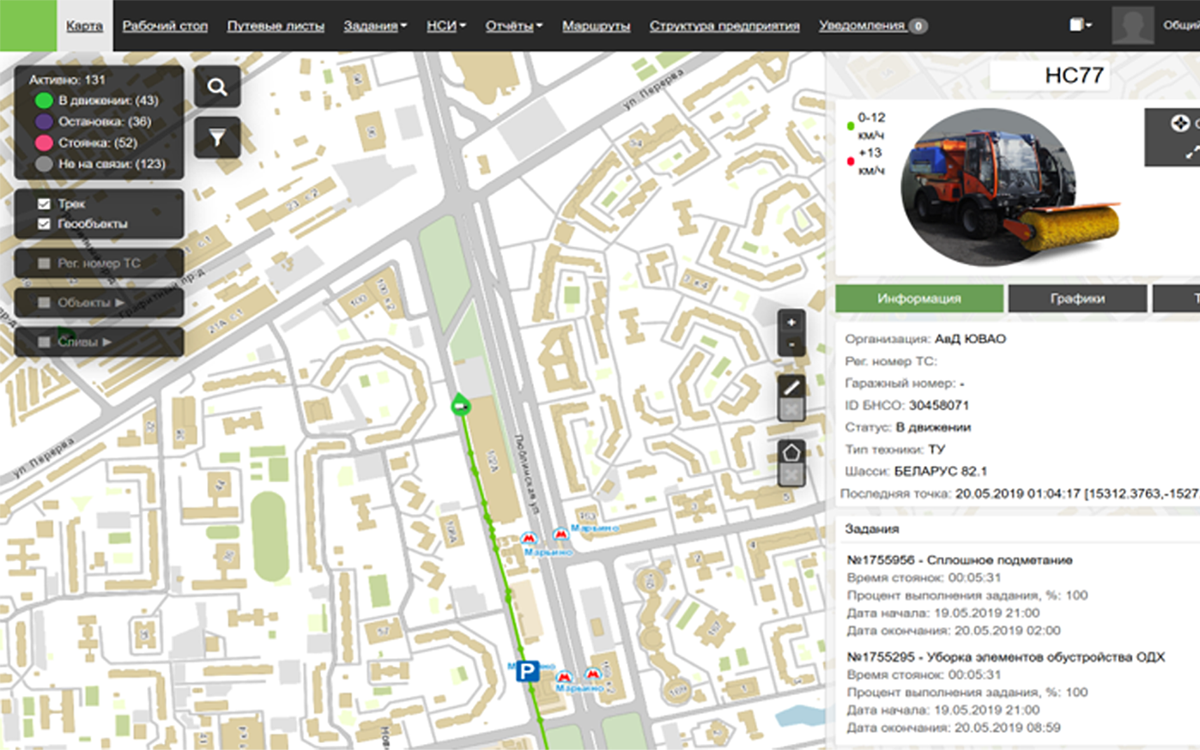 Карта
Рабочий стол
Путевые листы
Задания
НСИ
Отчёты
Маршруты
Структура предприятия
Уведомления 0
Активно: 131
В движении: (43)
Остановка: (36)
Стоянка: (52)
Не на связи: (123)
Трек
Геообъекты
Рег. номер ТС
Объекты ▶
Сливы ▶
ул. Перерва
ул. Перерва
Графитный пр-д
23 с.2
21А с.1
Люблинская ул.
102А
Марьино
Марьино
Марьино
P
+
-
НС77
0-12
км/ч
+13
км/ч
Информация
Графики
Организация: АвД ЮВАО
Рег. номер ТС:
Гаражный номер: -
ID БНСО: 30458071
Статус: В движении
Тип техники: ТУ
Шасси: БЕЛАРУС 82.1
Последняя точка: 20.05.2019 01:04:17 [15312.3763,-1527
Задания
№1755956 - Сплошное подметание
Время стоянок: 00:05:31
Процент выполнения задания, %: 100
Дата начала: 19.05.2019 21:00
Дата окончания: 20.05.2019 02:00
№1755295 - Уборка элементов обустройства ОДХ
Время стоянок: 00:05:31
Процент выполнения задания, %: 100
Дата начала: 19.05.2019 21:00
Дата окончания: 20.05.2019 08:59